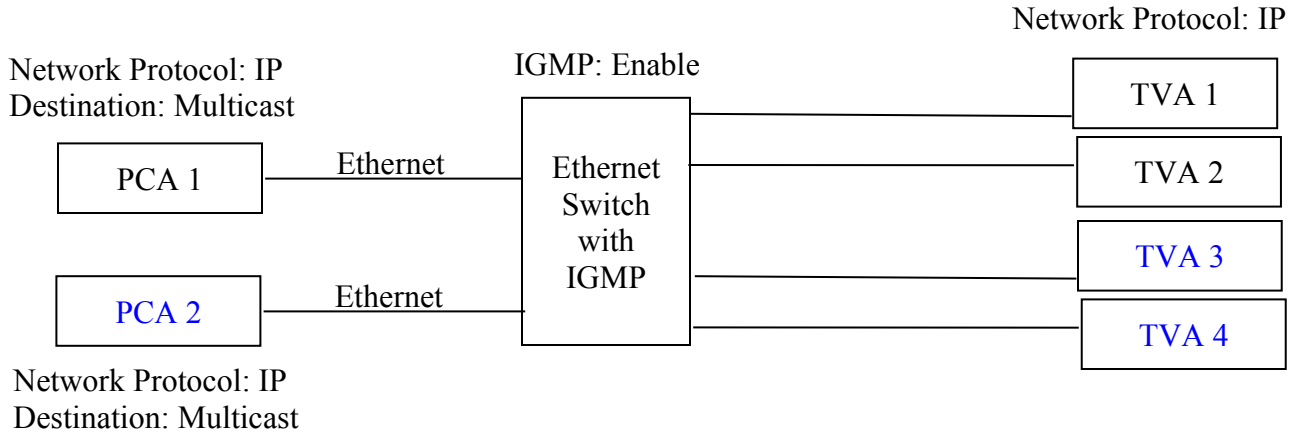 Network Protocol: IP
Network Protocol: IP
Destination: Multicast
IGMP: Enable
PCA 1
Ethernet
Ethernet
Switch
with
IGMP
TVA 1
TVA 2
PCA 2
Ethernet
TVA 3
TVA 4
Network Protocol: IP
Destination: Multicast